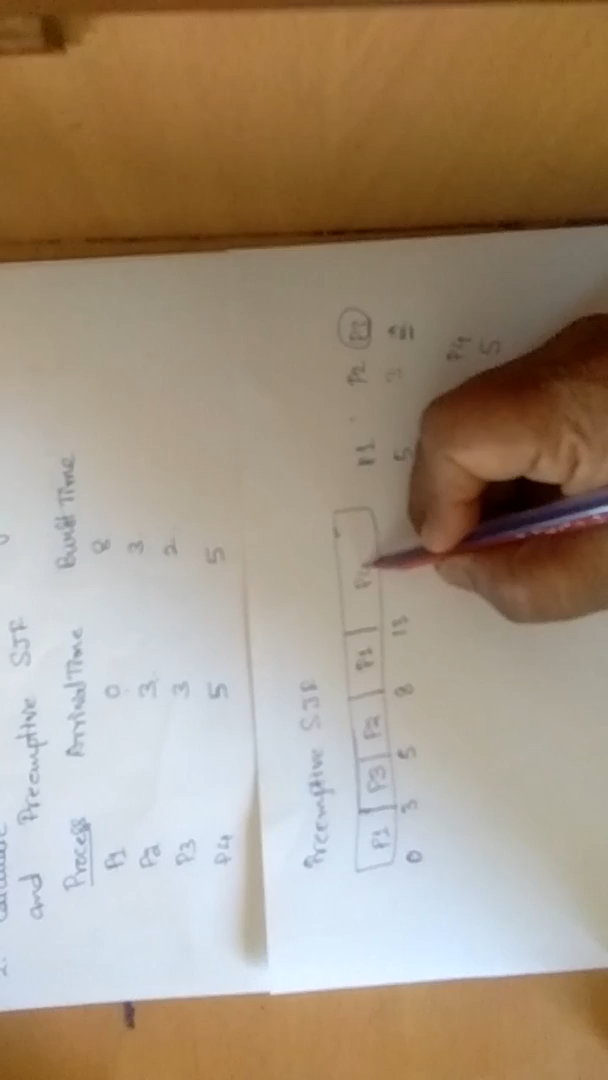 and Preemptive SJF
Process Arrival Time Burst Time
P1 0 8
P2 3 3
P3 3 2
P4 5 5
Preemptive SJF
P1 P3 P2 P1 P4
0 3 5 8 13
P1 P2 P3
5 3 2
P4
5